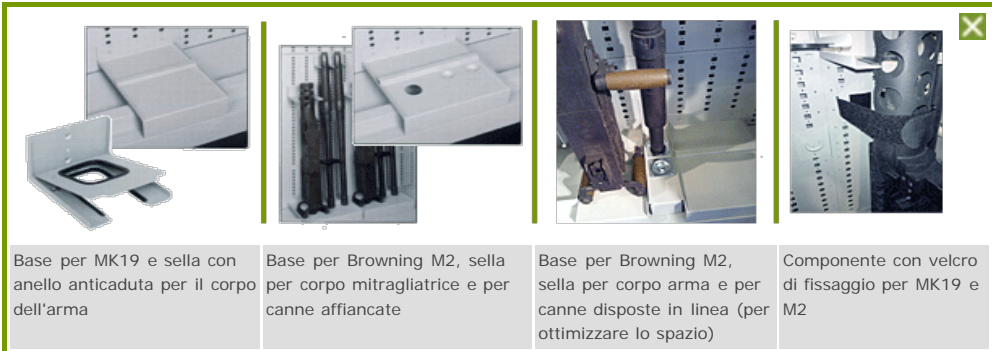 Base per MK19 e sella con
anello anticaduta per il corpo
dell'arma
Base per Browning M2, sella
per corpo mitragliatrice e per
canne affiancate
Base per Browning M2,
sella per corpo arma e per
canne disposte in linea (per
ottimizzare lo spazio)
Componente con velcro
di fissaggio per MK19 e
M2